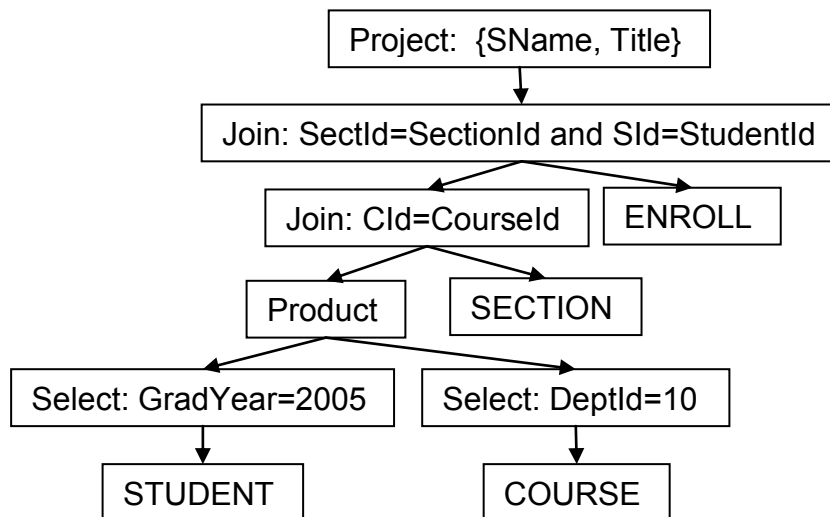 Project: {SName, Title}
Join: SectId=SectionId and SId=StudentId
Join: CId=CourseId
ENROLL
Product
SECTION
Select: GradYear=2005
Select: DeptId=10
STUDENT
COURSE